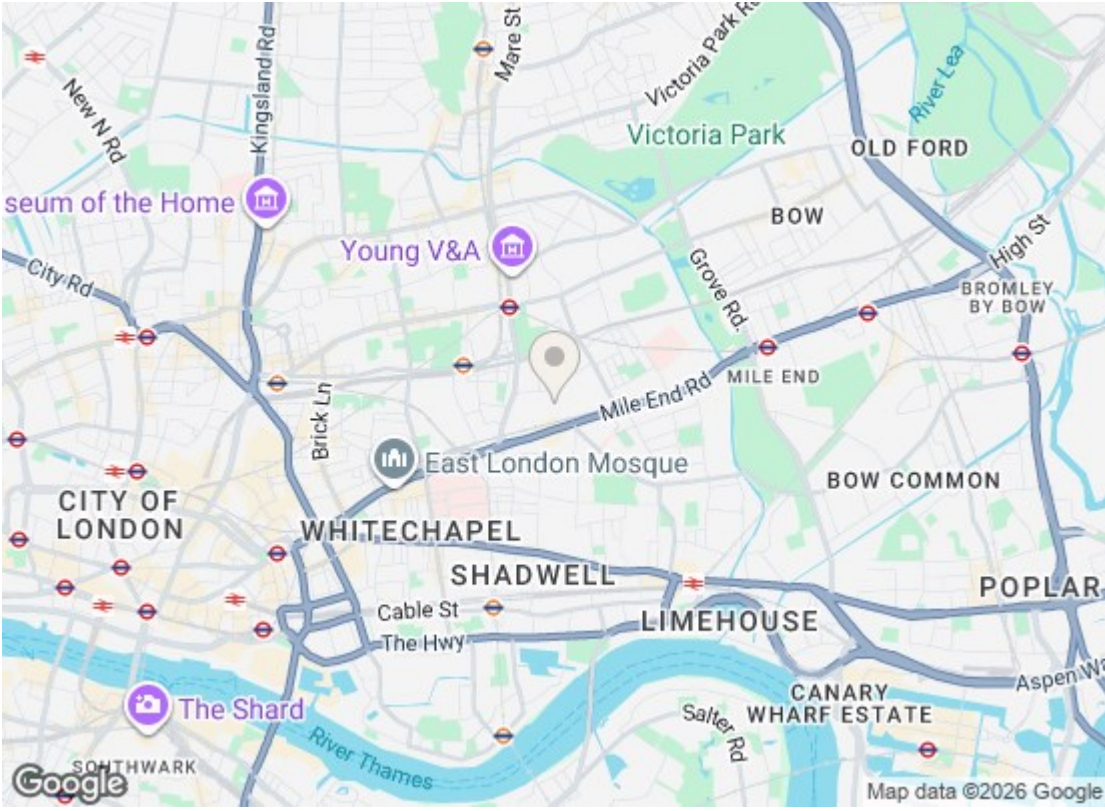 Mare St
Kingsland Rd
New N Rd
Victoria Park Rd
River Lea
Victoria Park
OLD FORD
seum of the Home
BOW
Young V&A
High St
City Rd
Grove Rd.
BROMLEY
BY BOW
MILE END
Mile End Rd
Brick Ln
East London Mosque
BOW COMMON
CITY OF
LONDON
WHITECHAPEL
SHADWELL
POPLAR
Cable St
LIMEHOUSE
The Hwy
Aspen Wa
CANARY
WHARF ESTATE
The Shard
Salter Rd
River Thames
SOUTHWARK
Google
Map data ©2026 Google